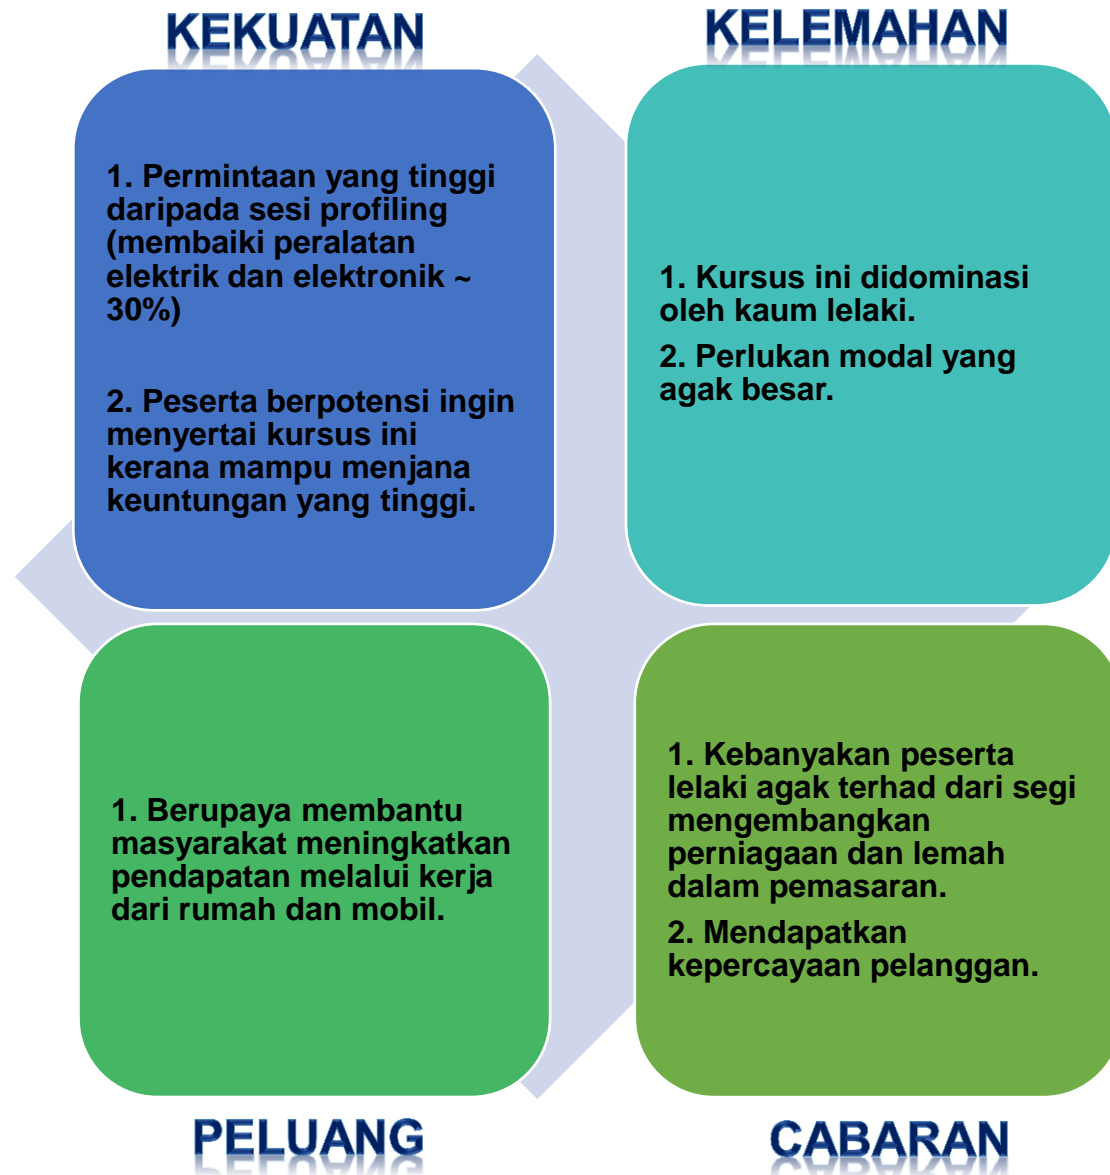 KEKUATAN
1. Permintaan yang tinggi
daripada sesi profiling
(membaiki peralatan
elektrik dan elektronik ~
30%)
2. Peserta berpotensi ingin
menyertai kursus ini
kerana mampu menjana
keuntungan yang tinggi.
KELEMAHAN
1. Kursus ini didominasi
oleh kaum lelaki.
2. Perlukan modal yang
agak besar.
1. Berupaya membantu
masyarakat meningkatkan
pendapatan melalui kerja
dari rumah dan mobil.
PELUANG
1. Kebanyakan peserta
lelaki agak terhad dari segi
mengembangkan
perniagaan dan lemah
dalam pemasaran.
2. Mendapatkan
kepercayaan pelanggan.
CABARAN